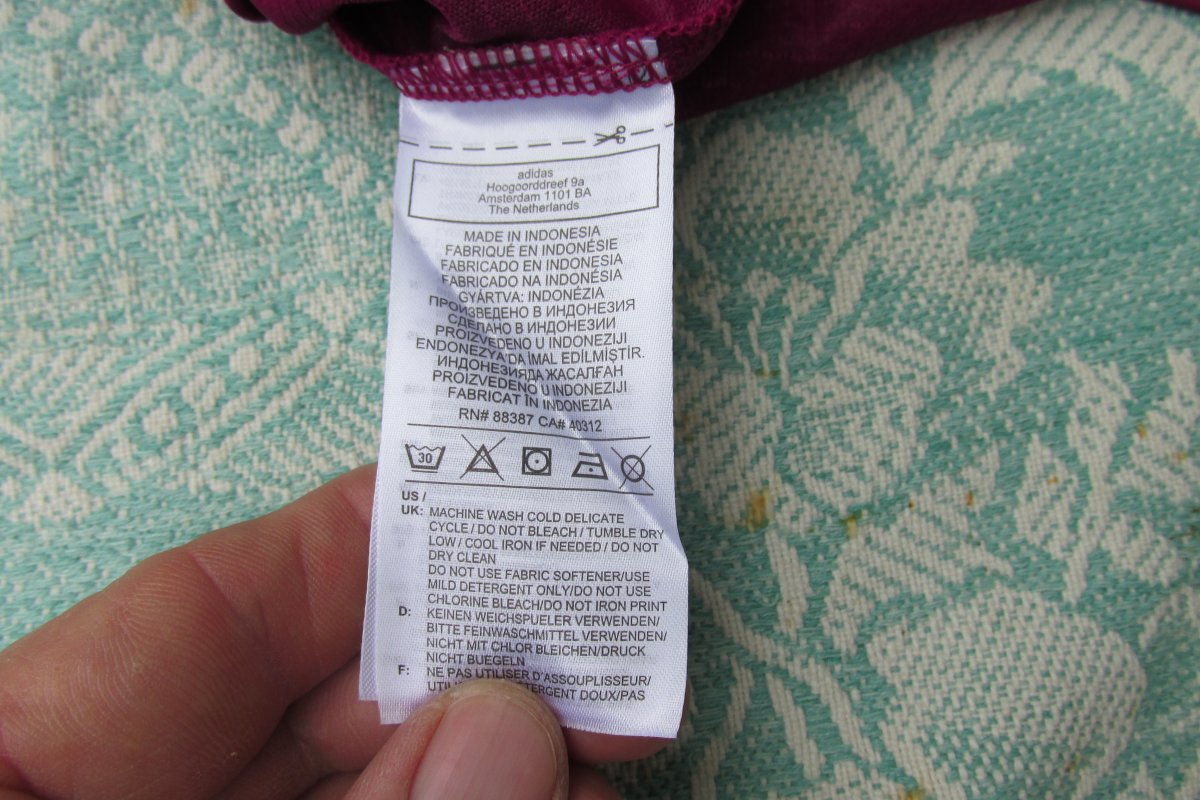 adidas
Hoogoorddreef 9a
Amsterdam 1101 BA
The Netherlands
MADE IN INDONESIA
FABRIQUÉ EN INDONÉSIE
FABRICADO EN INDONESIA
FABRICADO NA INDONÉSIA
GYÁRTVA: INDONÉZIA
ПРОИЗВЕДЕНО В ИНДОНЕЗИЯ
СДЕЛАНО В ИНДОНЕЗИИ
PROIZVEDENO U INDONEZIJI
ENDONEZYA'DA İMAL EDİLMİŞTİR.
ИНДОНЕЗИЯДА ЖАСАЛҒАН
PROIZVEDENO U INDONEZIJI
FABRICAT ÎN INDONEZIA
RN# 88387 CA# 40312
30
US /
UK: MACHINE WASH COLD DELICATE
CYCLE / DO NOT BLEACH / TUMBLE DRY
LOW / COOL IRON IF NEEDED / DO NOT
DRY CLEAN
DO NOT USE FABRIC SOFTENER/USE
MILD DETERGENT ONLY/DO NOT USE
CHLORINE BLEACH/DO NOT IRON PRINT
D: KEINEN WEICHSPUELER VERWENDEN/
BITTE FEINWASCHMITTEL VERWENDEN/
NICHT MIT CHLOR BLEICHEN/DRUCK
NICHT BUEGELN
F: NE PAS UTILISER D'ASSOUPLISSEUR/
DOUX/PAS